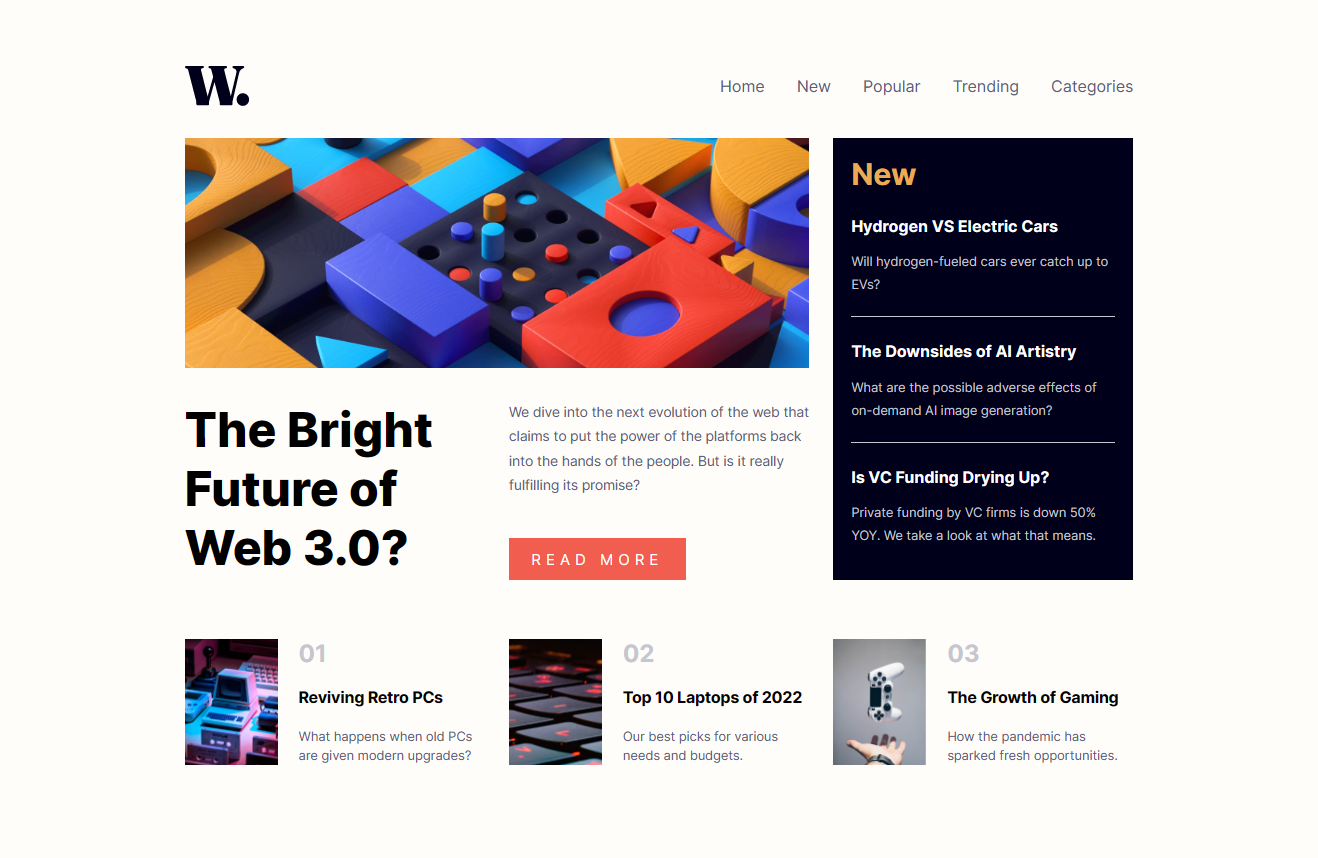 W.
Home New Popular Trending Categories
New
Hydrogen VS Electric Cars
Will hydrogen-fueled cars ever catch up to
EVs?
The Downsides of AI Artistry
What are the possible adverse effects of
on-demand AI image generation?
Is VC Funding Drying Up?
Private funding by VC firms is down 50%
YOY. We take a look at what that means.
The Bright
Future of
Web 3.0?
We dive into the next evolution of the web that
claims to put the power of the platforms back
into the hands of the people. But is it really
fulfilling its promise?
READ MORE
01
Reviving Retro PCs
What happens when old PCs
are given modern upgrades?
02
Top 10 Laptops of 2022
Our best picks for various
needs and budgets.
03
The Growth of Gaming
How the pandemic has
sparked fresh opportunities.